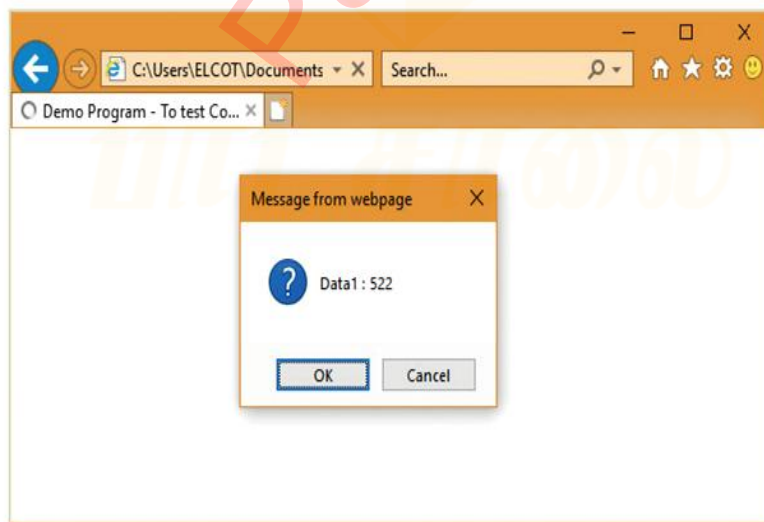 C:\Users\ELCOT\Documents
Search...
Demo Program - To test Co...
Message from webpage
Data1 : 522
OK
Cancel